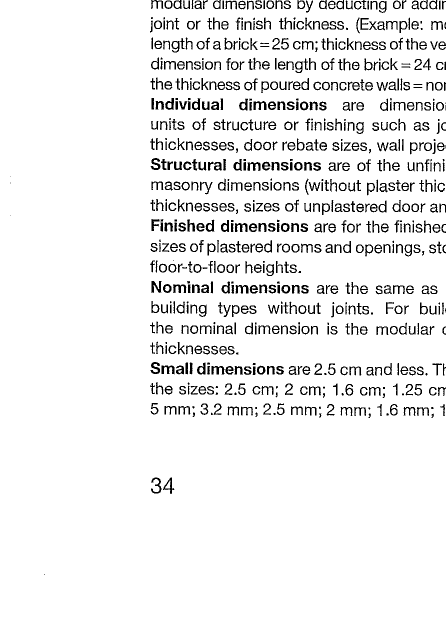 modular dimensions by deducting or addin
joint or the finish thickness. (Example: mo
length of a brick = 25 cm; thickness of the ve
dimension for the length of the brick = 24 c
the thickness of poured concrete walls = no
Individual dimensions are dimensio
units of structure or finishing such as jo
thicknesses, door rebate sizes, wall proje
Structural dimensions are of the unfini
masonry dimensions (without plaster thic
thicknesses, sizes of unplastered door an
Finished dimensions are for the finished
sizes of plastered rooms and openings, sto
floor-to-floor heights.
Nominal dimensions are the same as
building types without joints. For buil
the nominal dimension is the modular
thicknesses.
Small dimensions are 2.5 cm and less. Th
the sizes: 2.5 cm; 2 cm; 1.6 cm; 1.25 cm
5 mm; 3.2 mm; 2.5 mm; 2 mm; 1.6 mm; 1
34